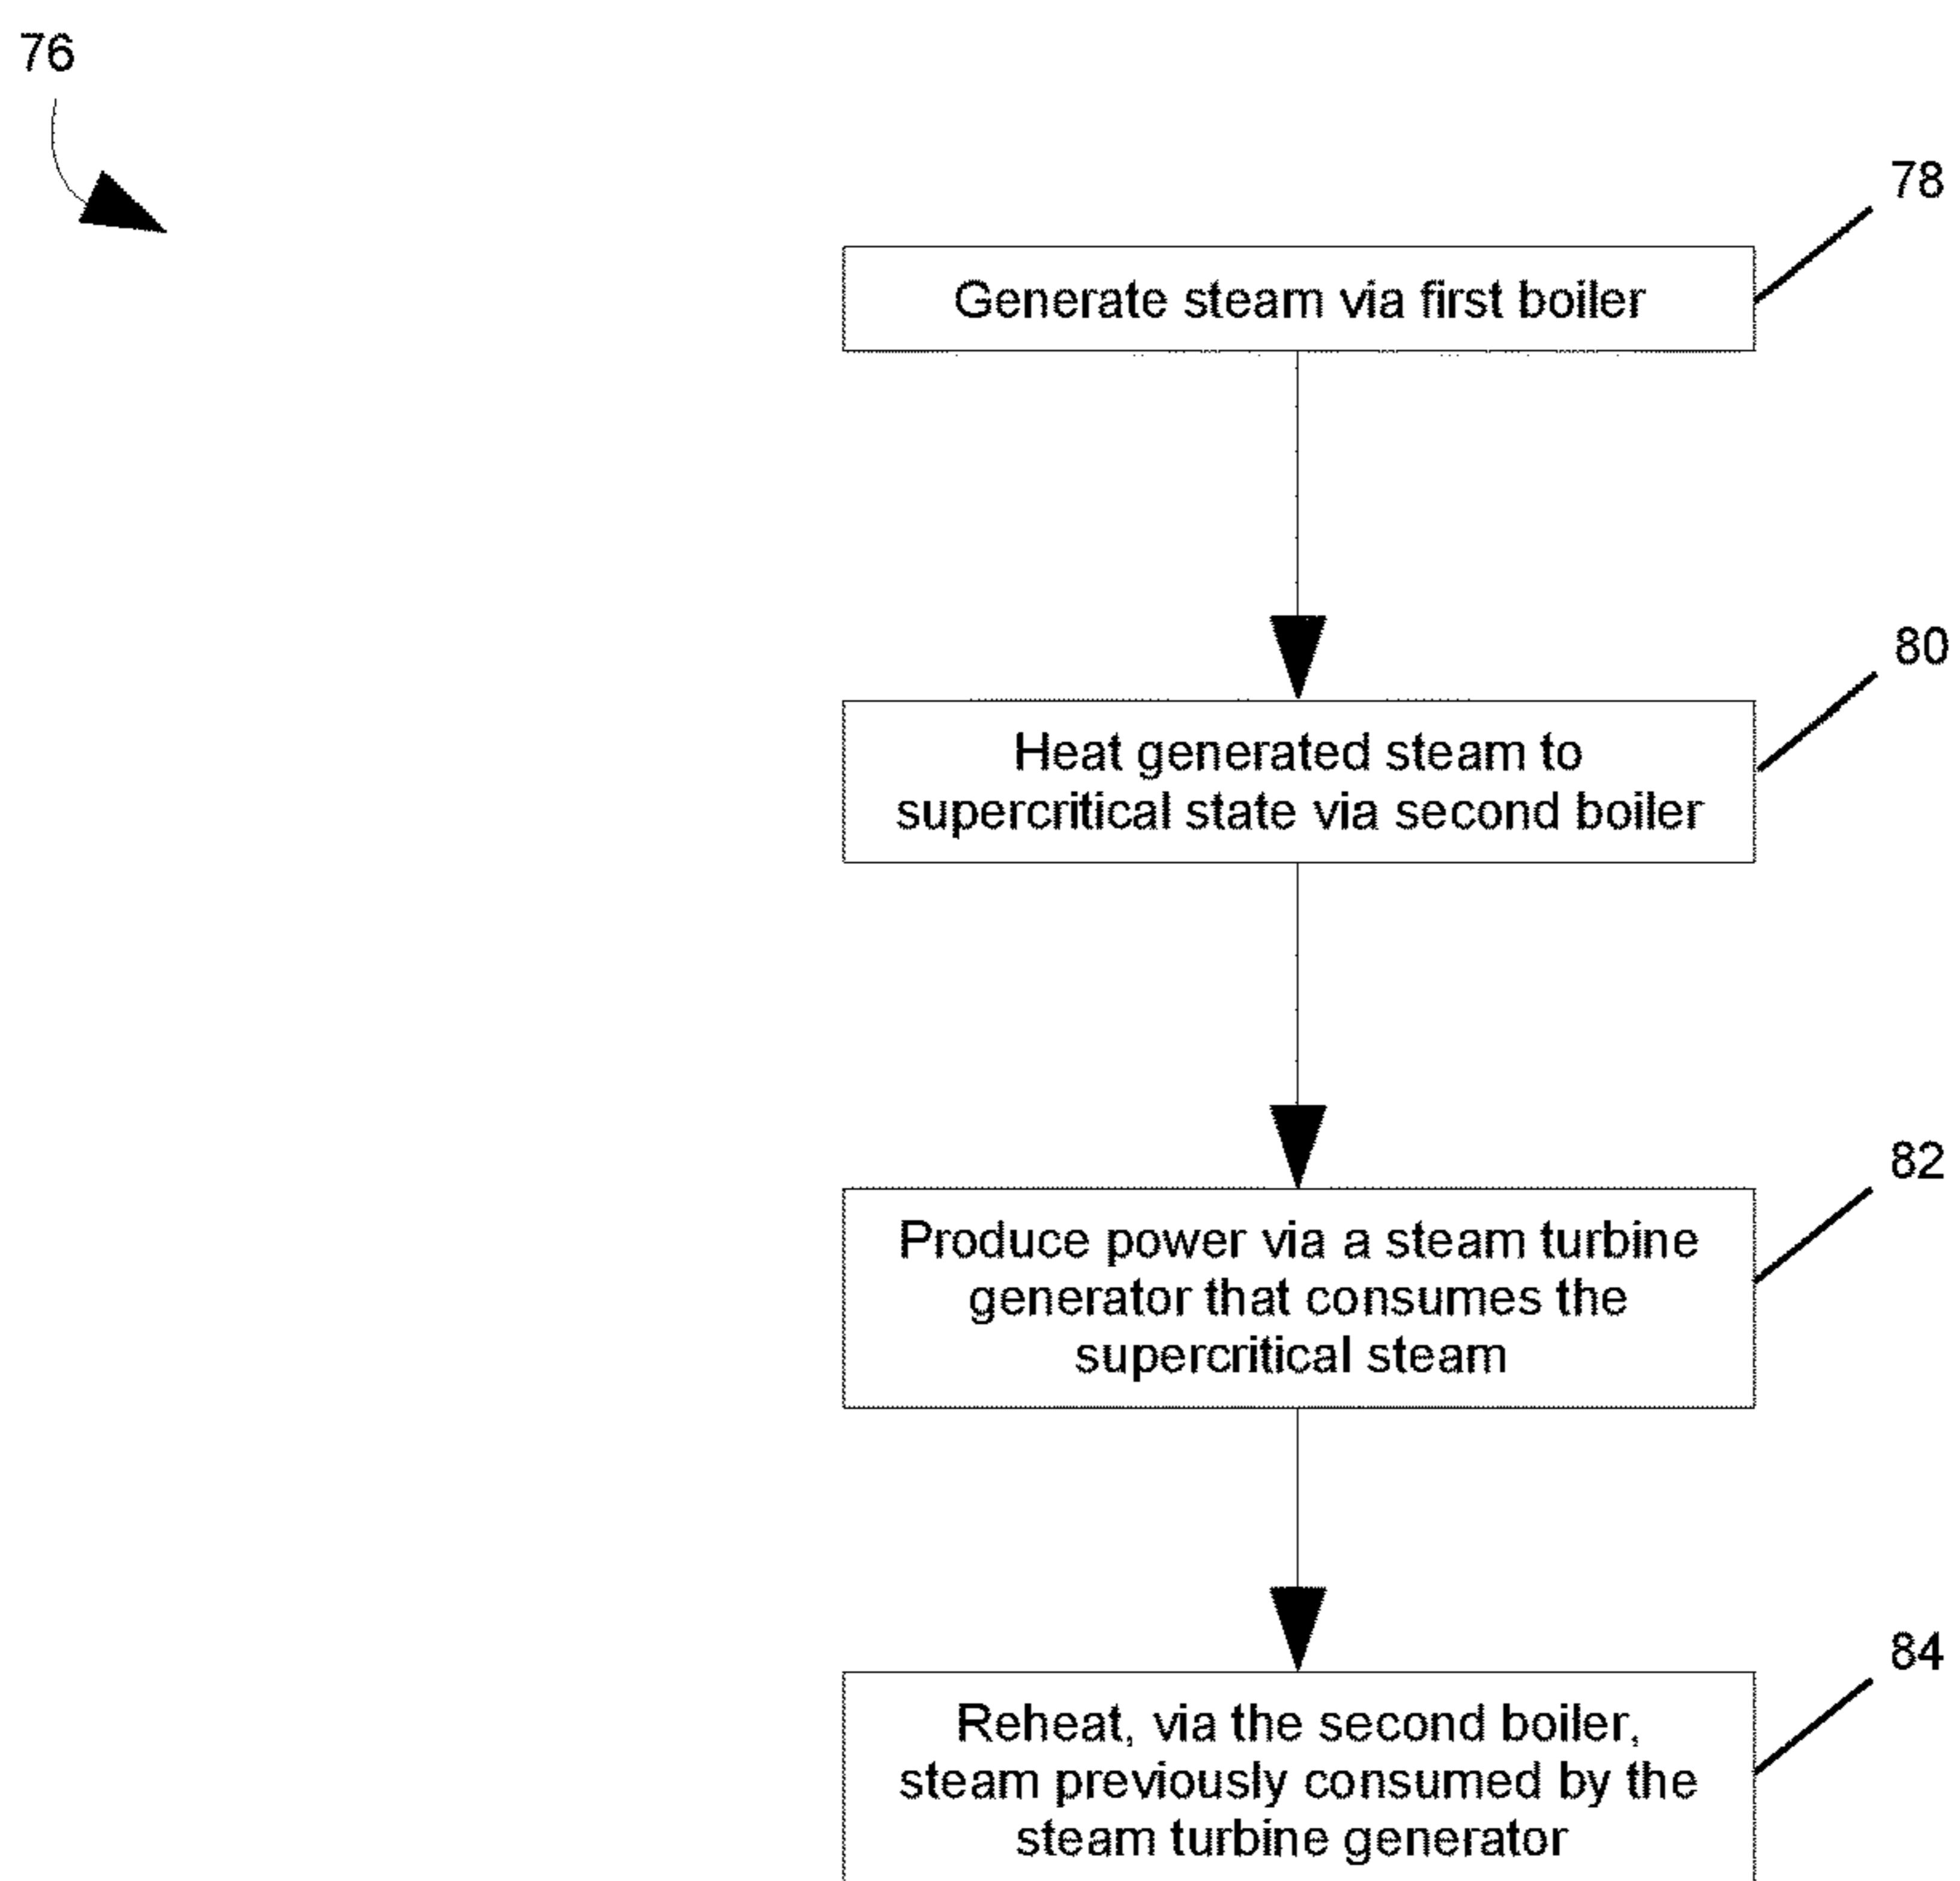 76
78
Generate steam via first boiler
80
Heat generated steam to
supercritical state via second boiler
82
Produce power via a steam turbine
generator that consumes the
supercritical steam
84
Reheat, via the second boiler,
steam previously consumed by the
steam turbine generator